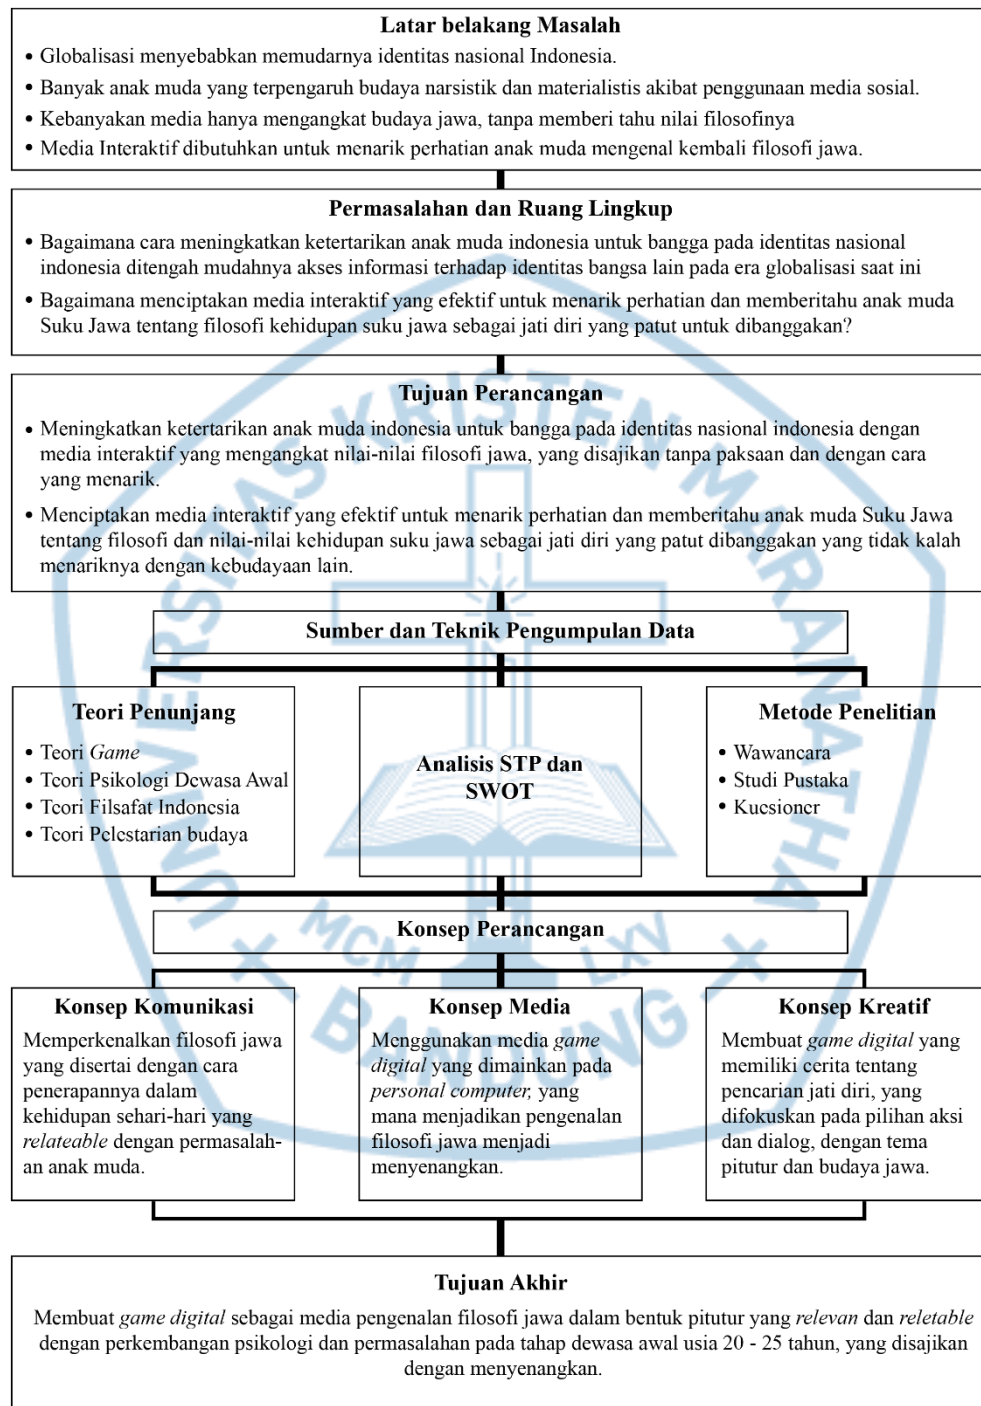 Latar belakang Masalah
• Globalisasi menyebabkan memudarnya identitas nasional Indonesia.
• Banyak anak muda yang terpengaruh budaya narsistik dan materialistis akibat penggunaan media sosial.
• Kebanyakan media hanya mengangkat budaya jawa, tanpa memberi tahu nilai filosofinya
• Media Interaktif dibutuhkan untuk menarik perhatian anak muda mengenal kembali filosofi jawa.
Permasalahan dan Ruang Lingkup
• Bagaimana cara meningkatkan ketertarikan anak muda indonesia untuk bangga pada identitas nasional
indonesia ditengah mudahnya akses informasi terhadap identitas bangsa lain pada era globalisasi saat ini
• Bagaimana menciptakan media interaktif yang efektif untuk menarik perhatian dan memberitahu anak muda
Suku Jawa tentang filosofi kehidupan suku jawa sebagai jati diri yang patut untuk dibanggakan?
Tujuan Perancangan
• Meningkatkan ketertarikan anak muda indonesia untuk bangga pada identitas nasional indonesia dengan
media interaktif yang mengangkat nilai-nilai filosofi jawa, yang disajikan tanpa paksaan dan dengan cara
yang menarik.
• Menciptakan media interaktif yang efektif untuk menarik perhatian dan memberitahu anak muda Suku Jawa
tentang filosofi dan nilai-nilai kehidupan suku jawa sebagai jati diri yang patut dibanggakan yang tidak kalah
menariknya dengan kebudayaan lain.
Sumber dan Teknik Pengumpulan Data
Teori Penunjang
• Teori Game
• Teori Psikologi Dewasa Awal
• Teori Filsafat Indonesia
• Teori Pelestarian budaya
Analisis STP dan
SWOT
Metode Penelitian
• Wawancara
• Studi Pustaka
• Kuesioner
Konsep Perancangan
Konsep Komunikasi
Memperkenalkan filosofi jawa
yang disertai dengan cara
penerapannya dalam
kehidupan sehari-hari yang
relateable dengan permasalah-
an anak muda.
Konsep Media
Menggunakan media game
digital yang dimainkan pada
personal computer, yang
mana menjadikan pengenalan
filosofi jawa menjadi
menyenangkan.
Konsep Kreatif
Membuat game digital yang
memiliki cerita tentang
pencarian jati diri, yang
difokuskan pada pilihan aksi
dan dialog, dengan tema
pitutur dan budaya jawa.
Tujuan Akhir
Membuat game digital sebagai media pengenalan filosofi jawa dalam bentuk pitutur yang relevan dan reletable
dengan perkembangan psikologi dan permasalahan pada tahap dewasa awal usia 20 - 25 tahun, yang disajikan
dengan menyenangkan.
UNIVERSITAS KRISTEN MARANATHA
MCM LXV
BANDUNG